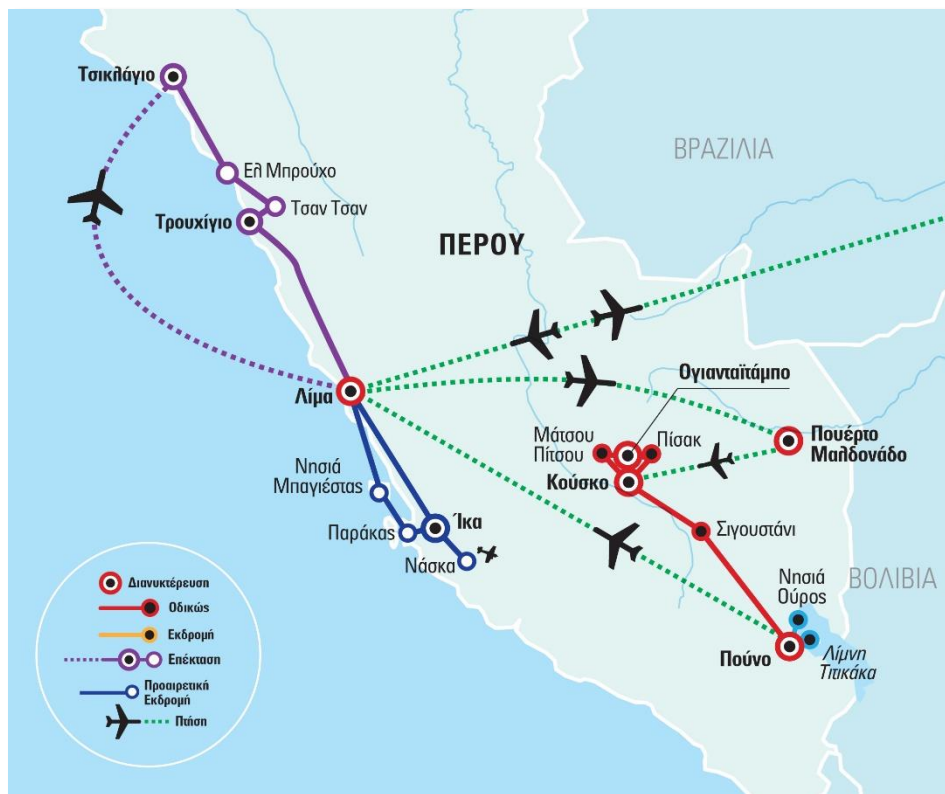 Τσικλάγιο
Ελ Μπρούχο
Τσαν Τσαν
Τρουχίγιο
ΒΡΑΖΙΛΙΑ
ΠΕΡΟΥ
Λίμα
Ογιανταϊτάμπο
Μάτσου
Πίτσου
Πίσακ
Πουέρτο
Μαλδονάδο
Κούσκο
Νησιά
Μπαγιέστας
Παράκας
Ίκα
Νάσκα
Σιγουστάνι
Νησιά
Ούρος
ΒΟΛΙΒΙΑ
Πούνο
Λίμνη
Τιτικάκα
Διανυκτέρευση
Οδικώς
Εκδρομή
Επέκταση
Προαιρετική
Εκδρομή
Πτήση